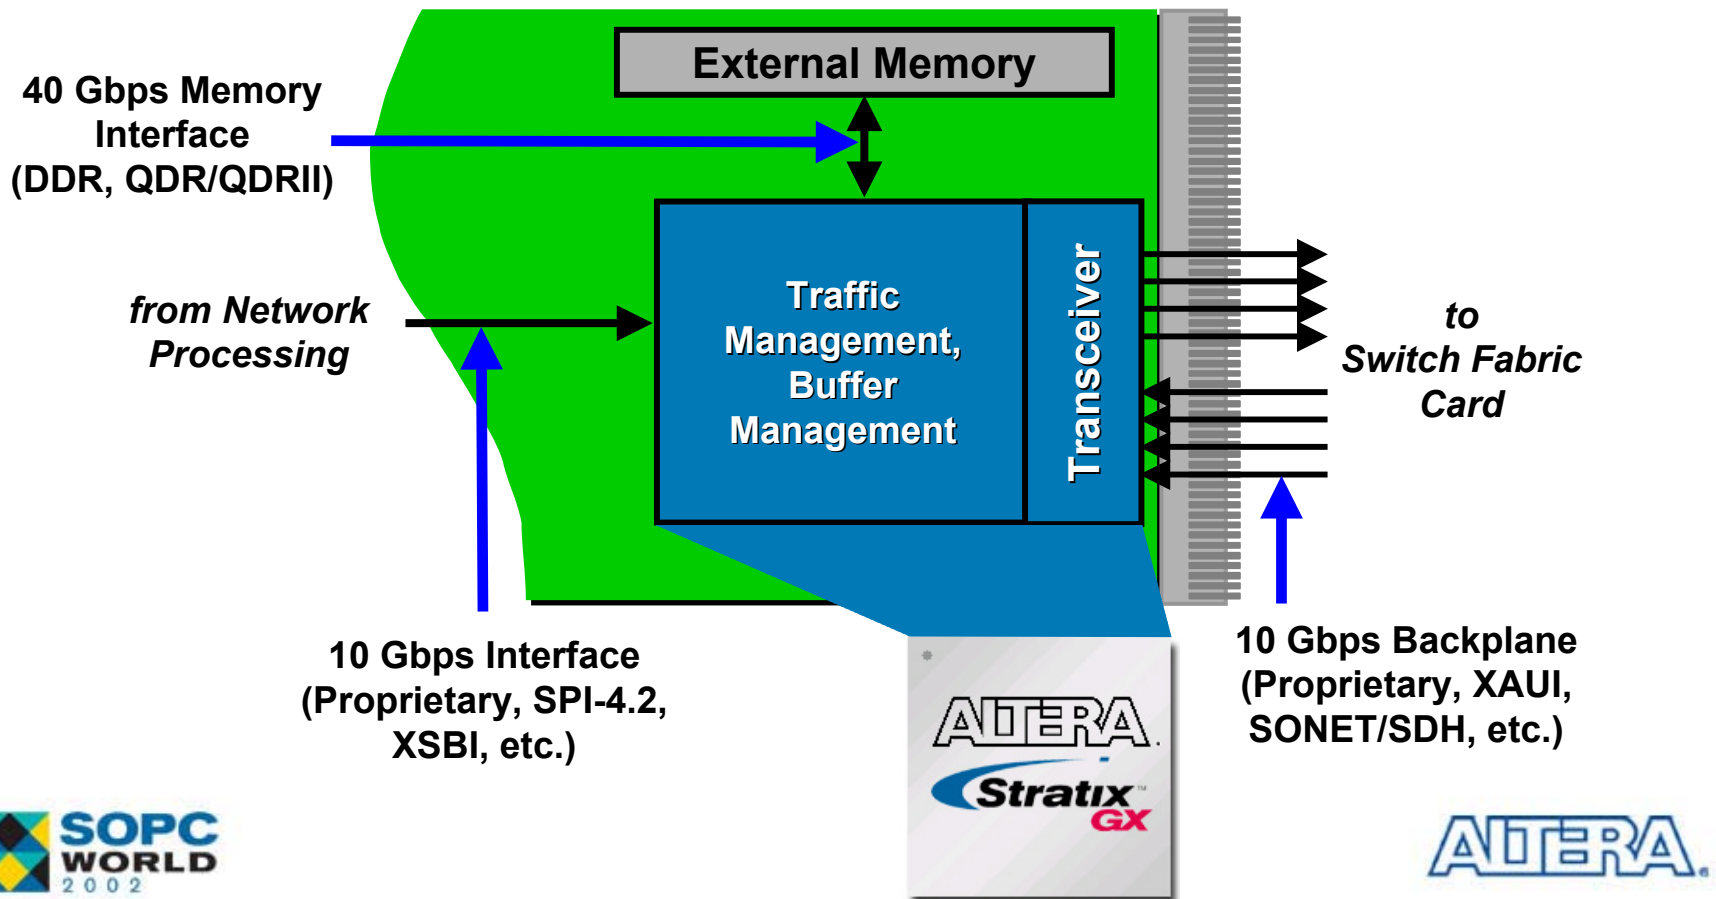 External Memory
40 Gbps Memory
Interface
(DDR, QDR/QDRII)
from Network
Processing
Traffic
Management,
Buffer
Management
Transceiver
to
Switch Fabric
Card
10 Gbps Interface
(Proprietary, SPI-4.2,
XSBI, etc.)
10 Gbps Backplane
(Proprietary, XAUI,
SONET/SDH, etc.)
ALTERA.
Stratix™
GX
SOPC
WORLD
2002
ALTERA®